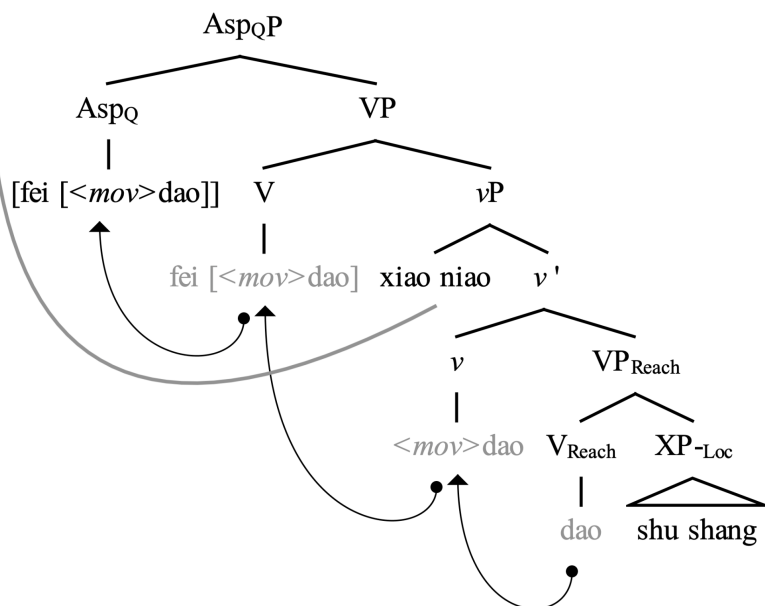 AspQP
AspQ VP
[fei [<mov>dao]] V vP
fei [<mov>dao] xiao niao v '
v VPReach
<mov>dao VReach XP-Loc
dao shu shang